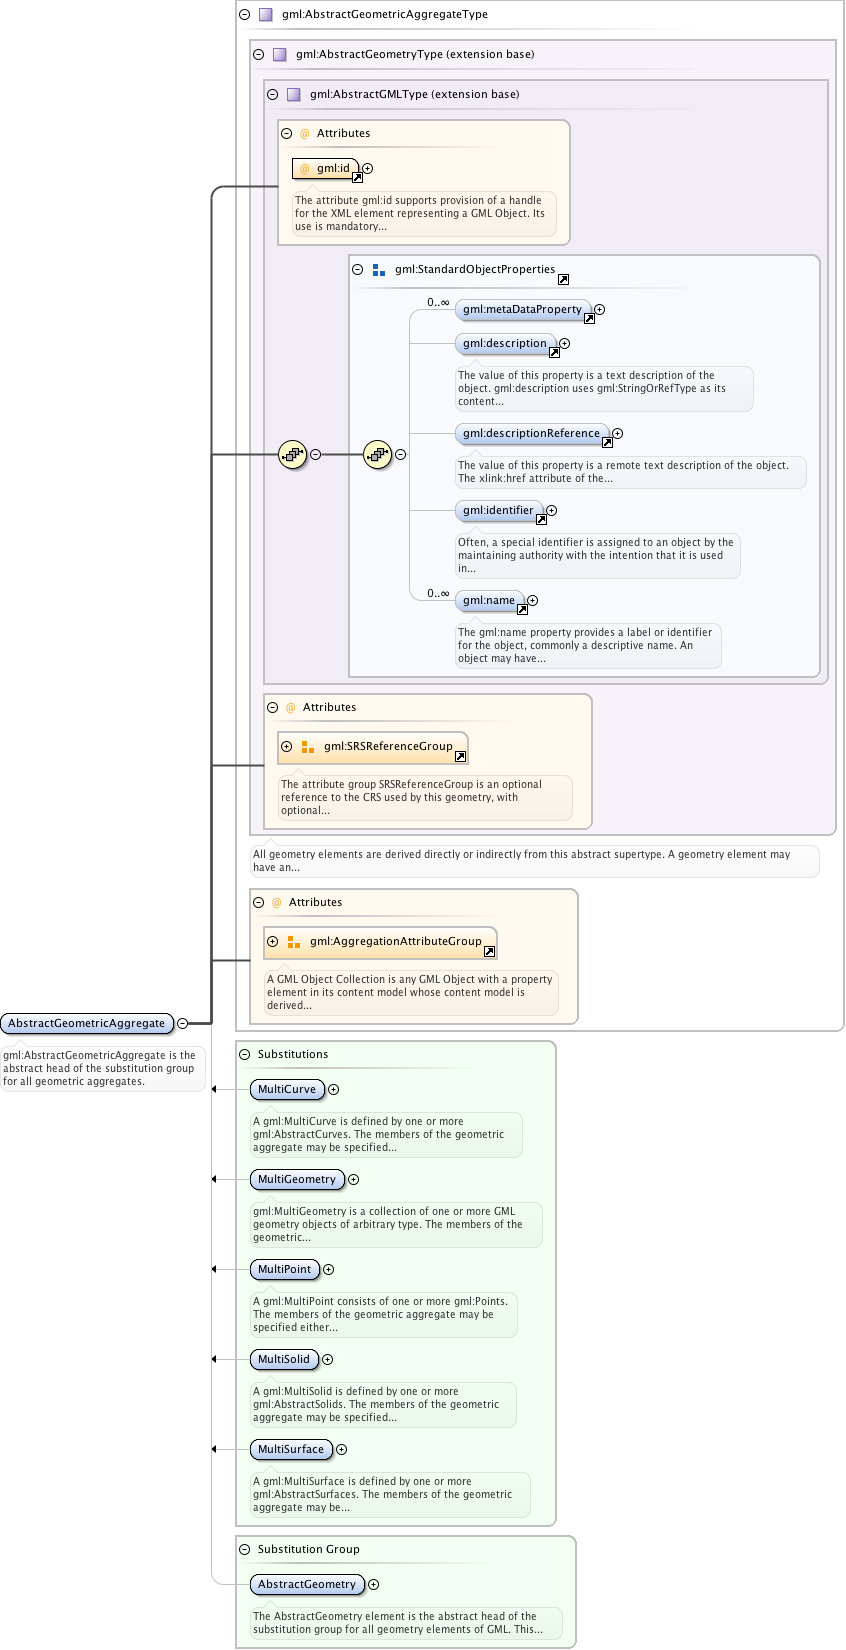 gml:AbstractGeometricAggregateType
gml:AbstractGeometryType (extension base)
gml:AbstractGMLType (extension base)
@ Attributes
@ gml:id
The attribute gml:id supports provision of a handle
for the XML element representing a GML Object. Its
use is mandatory...
gml:StandardObjectProperties
0..∞
gml:metaDataProperty
gml:description
The value of this property is a text description of the
object. gml:description uses gml:StringOrRefType as its
content...
gml:descriptionReference
The value of this property is a remote text description of the object.
The xlink:href attribute of the...
gml:identifier
Often, a special identifier is assigned to an object by the
maintaining authority with the intention that it is used
in...
0..∞
gml:name
The gml:name property provides a label or identifier
for the object, commonly a descriptive name. An
object may have...
@ Attributes
gml:SRSReferenceGroup
The attribute group SRSReferenceGroup is an optional
reference to the CRS used by this geometry, with
optional...
All geometry elements are derived directly or indirectly from this abstract supertype. A geometry element may
have an...
@ Attributes
gml:AggregationAttributeGroup
A GML Object Collection is any GML Object with a property
element in its content model whose content model is
derived...
AbstractGeometricAggregate
gml:AbstractGeometricAggregate is the
abstract head of the substitution group
for all geometric aggregates.
Substitutions
MultiCurve
A gml:MultiCurve is defined by one or more
gml:AbstractCurves. The members of the geometric
aggregate may be specified...
MultiGeometry
gml:MultiGeometry is a collection of one or more GML
geometry objects of arbitrary type. The members of the
geometric...
MultiPoint
A gml:MultiPoint consists of one or more gml:Points.
The members of the geometric aggregate may be
specified either...
MultiSolid
A gml:MultiSolid is defined by one or more
gml:AbstractSolids. The members of the geometric
aggregate may be specified...
MultiSurface
A gml:MultiSurface is defined by one or more
gml:AbstractSurfaces. The members of the geometric
aggregate may be...
Substitution Group
AbstractGeometry
The AbstractGeometry element is the abstract head of the
substitution group for all geometry elements of GML. This...